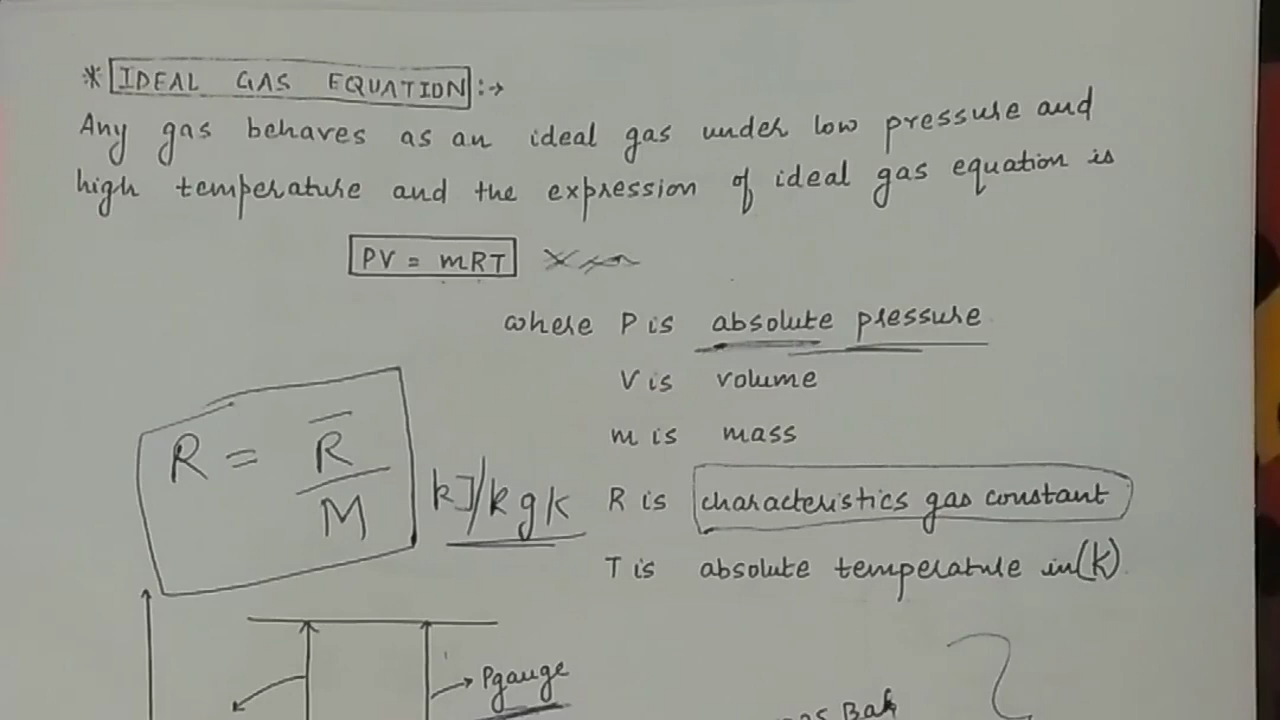 * IDEAL GAS EQUATION :→
Any gas behaves as an ideal gas under low pressure and
high temperature and the expression of ideal gas equation is
PV = mRT
where P is absolute pressure
V is volume
m is mass
R = R̅/M kJ/kgk
R is characteristics gas constant
T is absolute temperature in (k)
Pgauge